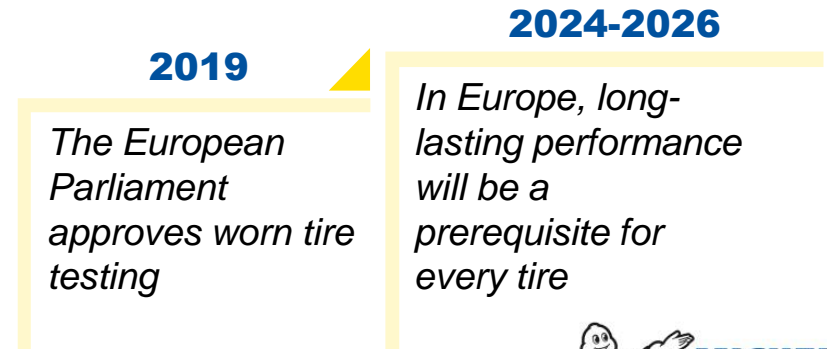 2019
The European
Parliament
approves worn tire
testing
2024-2026
In Europe, long-
lasting performance
will be a
prerequisite for
every tire